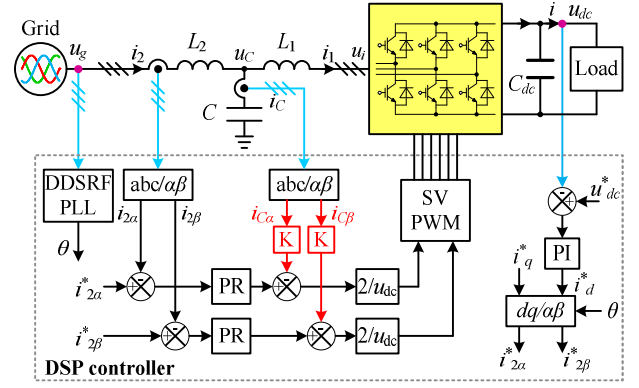 Grid
u_g
i_2
L_2
u_C
L_1
i_1
u_i
i
u_dc
C
i_C
C_dc
Load
DDSRF
PLL
abc/αβ
abc/αβ
SV
PWM
u*_dc
i_2α
i_2β
i_Cα
i_Cβ
K
K
θ
PI
i*_q
i*_d
i*_2α
PR
2/u_dc
dq/αβ
θ
i*_2β
PR
2/u_dc
i*_2α
i*_2β
DSP controller